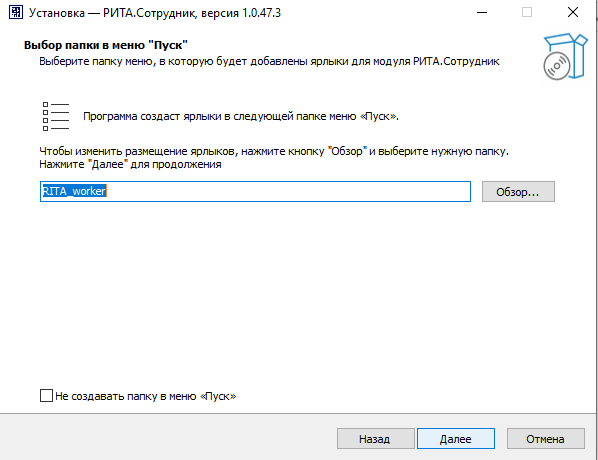 Установка — РИТА.Сотрудник, версия 1.0.47.3
Выбор папки в меню "Пуск"
Выберите папку меню, в которую будет добавлены ярлыки для модуля РИТА.Сотрудник
Программа создаст ярлыки в следующей папке меню «Пуск».
Чтобы изменить размещение ярлыков, нажмите кнопку "Обзор" и выберите нужную папку.
Нажмите "Далее" для продолжения
RITA_worker
Обзор...
Не создавать папку в меню «Пуск»
Назад
Далее
Отмена